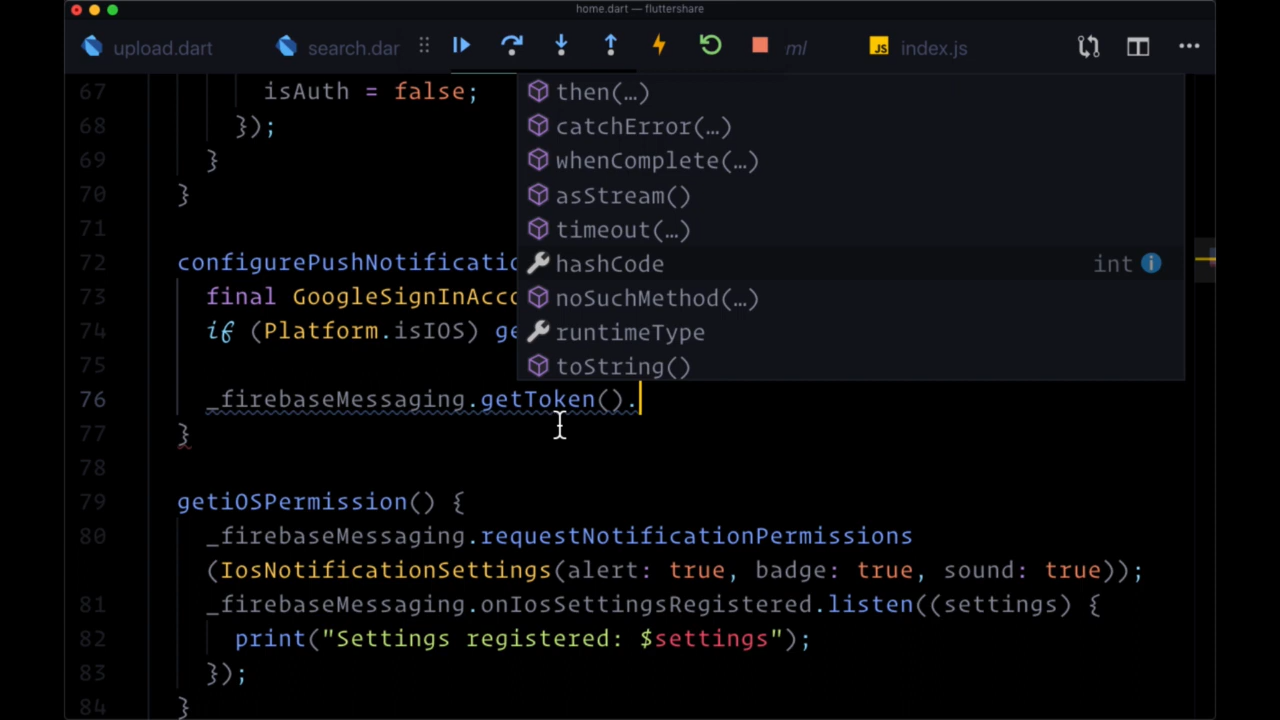 home.dart — fluttershare
upload.dart search.dar ml JS index.js
67 isAuth = false;
68 });
69 }
70 }
71
72 configurePushNotificatio
73 final GoogleSignInAcco
74 if (Platform.isIOS) ge
75
76 _firebaseMessaging.getToken().
77 }
78
79 getiOSPermission() {
80 _firebaseMessaging.requestNotificationPermissions
(IosNotificationSettings(alert: true, badge: true, sound: true));
81 _firebaseMessaging.onIosSettingsRegistered.listen((settings) {
82 print("Settings registered: $settings");
83 });
84 }
then(…)
catchError(…)
whenComplete(…)
asStream()
timeout(…)
hashCode int
noSuchMethod(…)
runtimeType
toString()